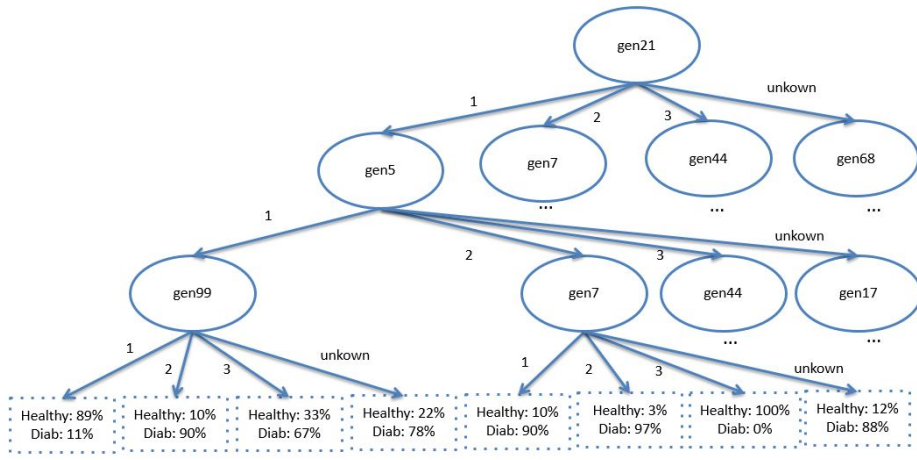 gen21
unkown
1
2
3
gen5
gen7
gen44
gen68
... ... ...
1
2
3
unkown
gen99
gen7
gen44
gen17
... ...
1
2
3
unkown
1
2
3
unkown
Healthy: 89%
Diab: 11%
Healthy: 10%
Diab: 90%
Healthy: 33%
Diab: 67%
Healthy: 22%
Diab: 78%
Healthy: 10%
Diab: 90%
Healthy: 3%
Diab: 97%
Healthy: 100%
Diab: 0%
Healthy: 12%
Diab: 88%